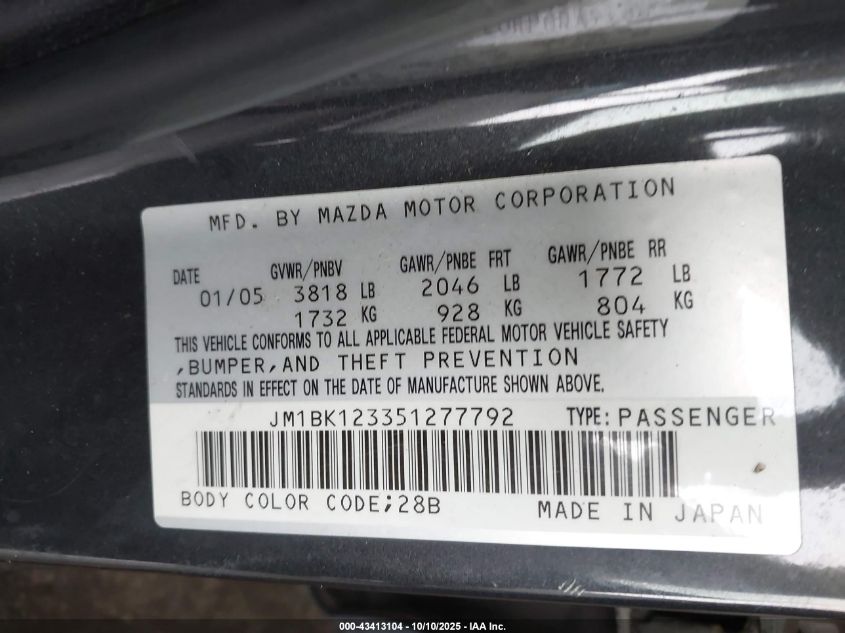 MFD. BY MAZDA MOTOR CORPORATION
DATE GVWR/PNBV GAWR/PNBE FRT GAWR/PNBE RR
01/05 3818 LB 2046 LB 1772 LB
1732 KG 928 KG 804 KG
THIS VEHICLE CONFORMS TO ALL APPLICABLE FEDERAL MOTOR VEHICLE SAFETY
,BUMPER,AND THEFT PREVENTION
STANDARDS IN EFFECT ON THE DATE OF MANUFACTURE SHOWN ABOVE.
JM1BK123351277792 TYPE: PASSENGER
BODY COLOR CODE;28B MADE IN JAPAN
000-43413104 - 10/10/2025 - IAA Inc.